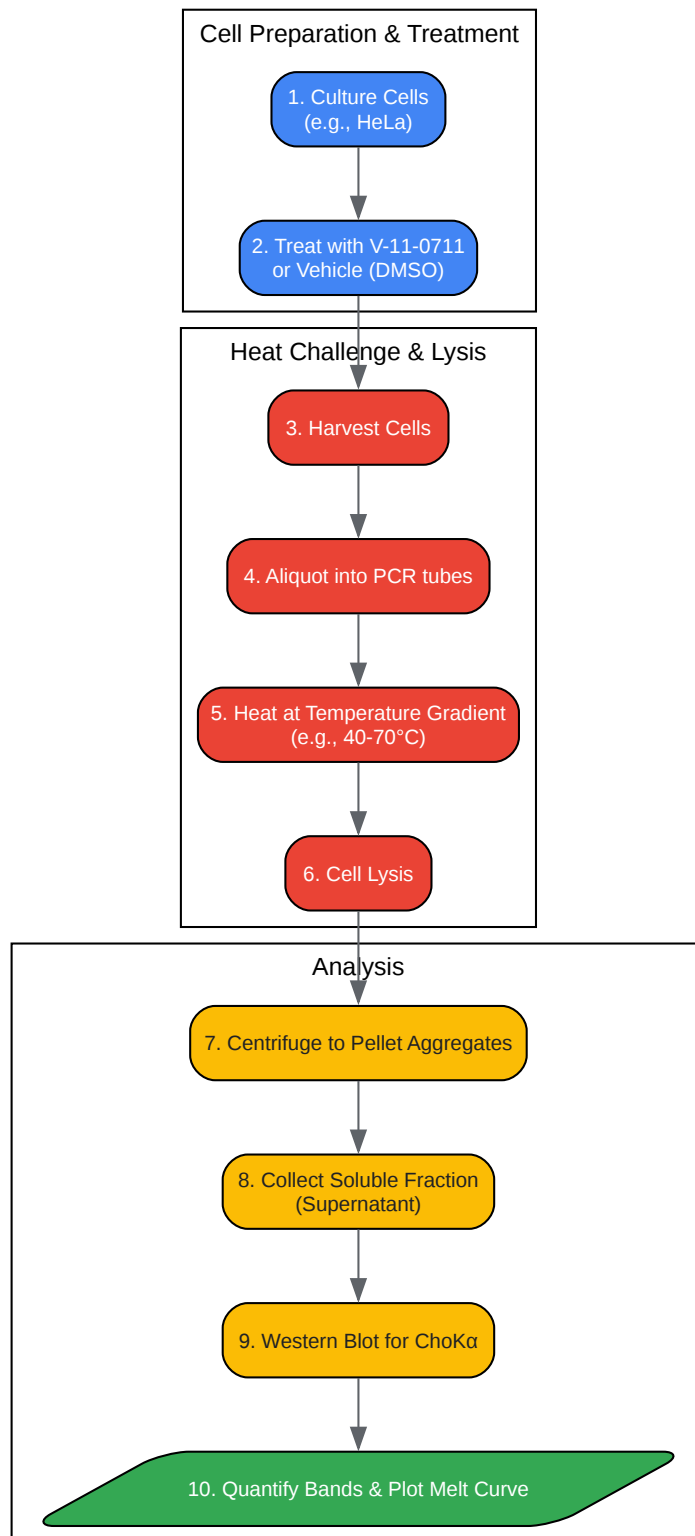 Cell Preparation & Treatment
1. Culture Cells
(e.g., HeLa)
2. Treat with V-11-0711
or Vehicle (DMSO)
Heat Challenge & Lysis
3. Harvest Cells
4. Aliquot into PCR tubes
5. Heat at Temperature Gradient
(e.g., 40-70°C)
6. Cell Lysis
Analysis
7. Centrifuge to Pellet Aggregates
8. Collect Soluble Fraction
(Supernatant)
9. Western Blot for ChoKα
10. Quantify Bands & Plot Melt Curve